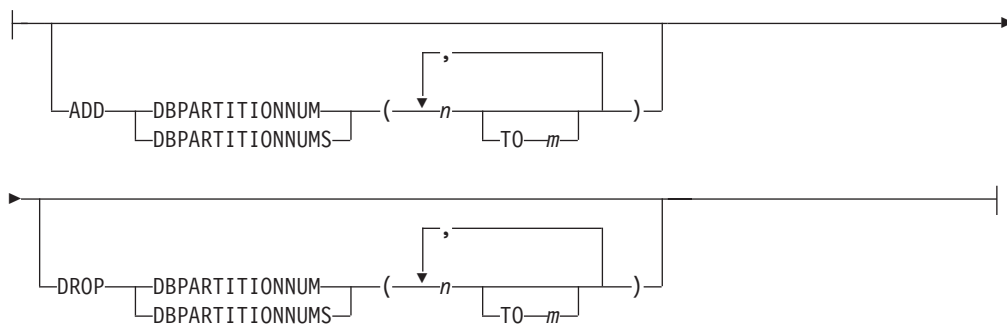 ,
ADD DBPARTITIONNUM ( n )
DBPARTITIONNUMS TO m
,
DROP DBPARTITIONNUM ( n )
DBPARTITIONNUMS TO m